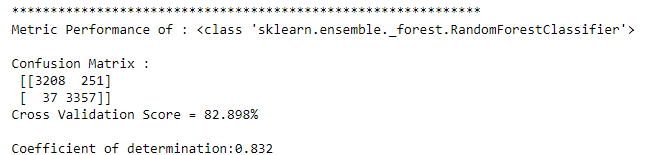 **************************************************************
Metric Performance of : <class 'sklearn.ensemble._forest.RandomForestClassifier'>
Confusion Matrix :
[[3208  251]
[  37 3357]]
Cross Validation Score = 82.898%
Coefficient of determination:0.832